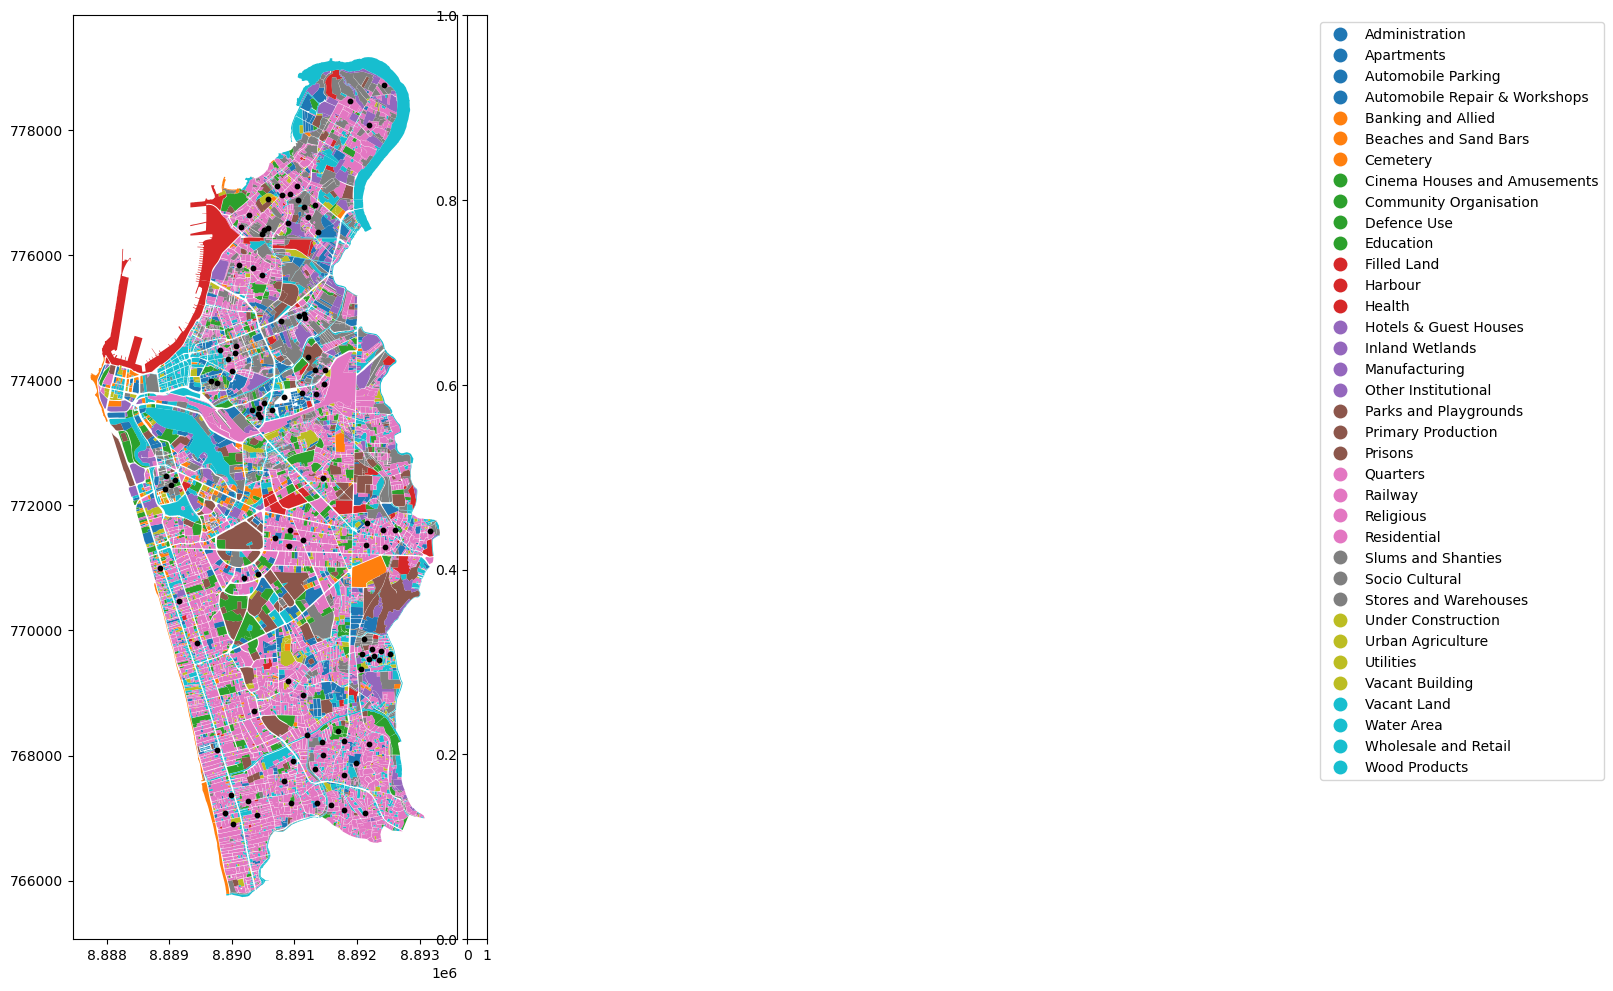 778000
776000
774000
772000
770000
768000
766000
8.888
8.889
8.890
8.891
8.892
8.893
1e6
1.0
0.8
0.6
0.4
0.2
0.0
0
1
Administration
Apartments
Automobile Parking
Automobile Repair & Workshops
Banking and Allied
Beaches and Sand Bars
Cemetery
Cinema Houses and Amusements
Community Organisation
Defence Use
Education
Filled Land
Harbour
Health
Hotels & Guest Houses
Inland Wetlands
Manufacturing
Other Institutional
Parks and Playgrounds
Primary Production
Prisons
Quarters
Railway
Religious
Residential
Slums and Shanties
Socio Cultural
Stores and Warehouses
Under Construction
Urban Agriculture
Utilities
Vacant Building
Vacant Land
Water Area
Wholesale and Retail
Wood Products